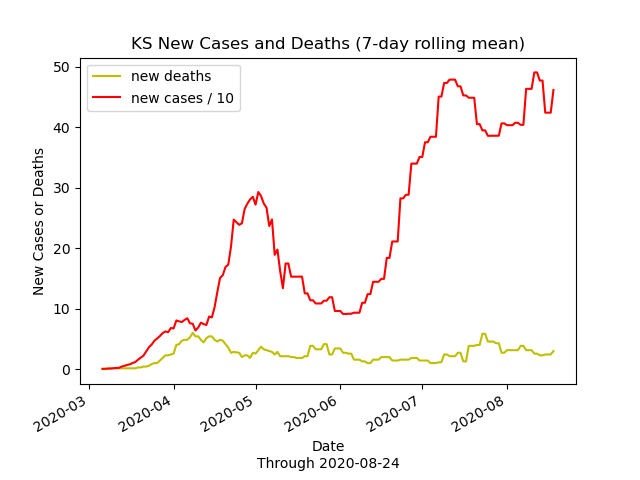 KS New Cases and Deaths (7-day rolling mean)
new deaths
new cases / 10
50
40
30
20
10
0
New Cases or Deaths
2020-03
2020-04
2020-05
2020-06
2020-07
2020-08
Date
Through 2020-08-24